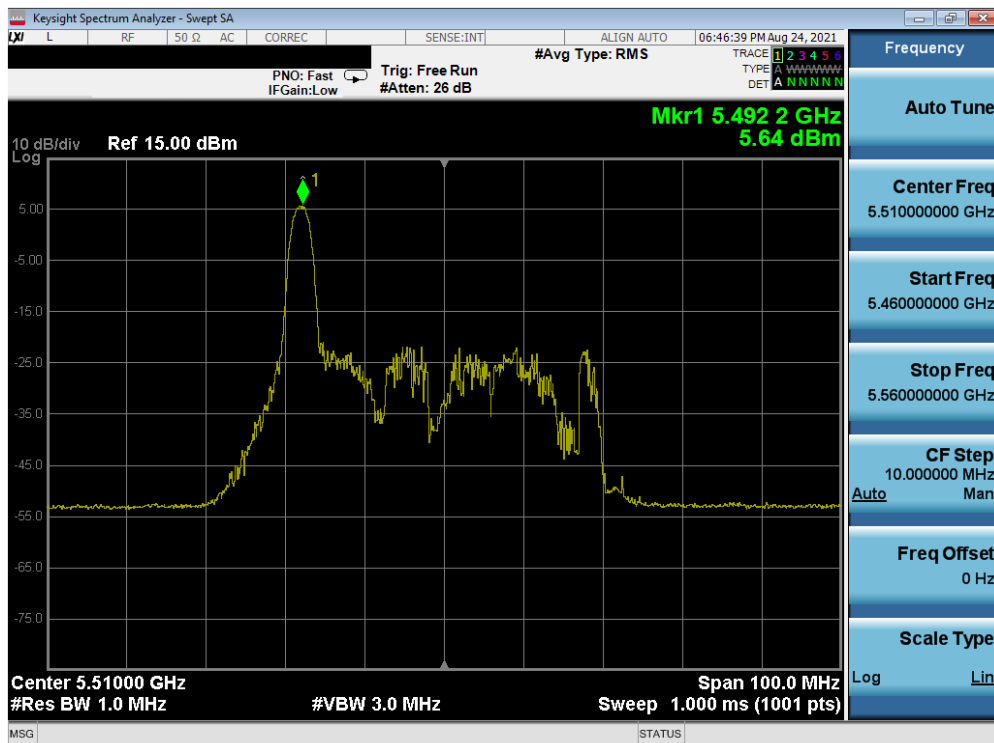 Keysight Spectrum Analyzer - Swept SA
LXI L RF 50 Ω AC CORREC SENSE:INT ALIGN AUTO 06:46:39 PM Aug 24, 2021
PNO: Fast
IFGain:Low
Trig: Free Run
#Atten: 26 dB
#Avg Type: RMS
TRACE 1 2 3 4 5 6
TYPE A WWWWWW
DET A N N N N N
Mkr1 5.492 2 GHz
5.64 dBm
10 dB/div Ref 15.00 dBm
Log
1
5.00
-5.00
-15.0
-25.0
-35.0
-45.0
-55.0
-65.0
-75.0
Center 5.51000 GHz Span 100.0 MHz
#Res BW 1.0 MHz #VBW 3.0 MHz Sweep 1.000 ms (1001 pts)
MSG STATUS
Frequency
Auto Tune
Center Freq
5.510000000 GHz
Start Freq
5.460000000 GHz
Stop Freq
5.560000000 GHz
CF Step
10.000000 MHz
Auto Man
Freq Offset
0 Hz
Scale Type
Log Lin